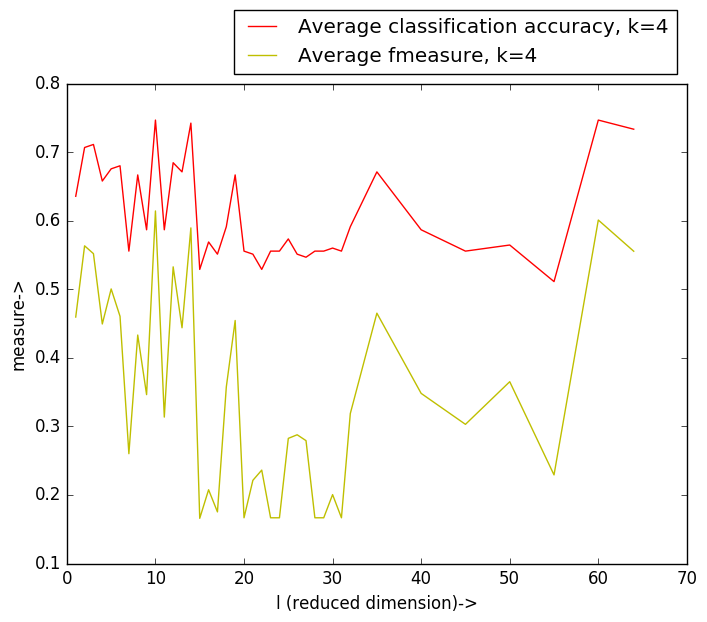 Average classification accuracy, k=4
Average fmeasure, k=4
0.8
0.7
0.6
0.5
0.4
0.3
0.2
0.1
measure->
0 10 20 30 40 50 60 70
l (reduced dimension)->